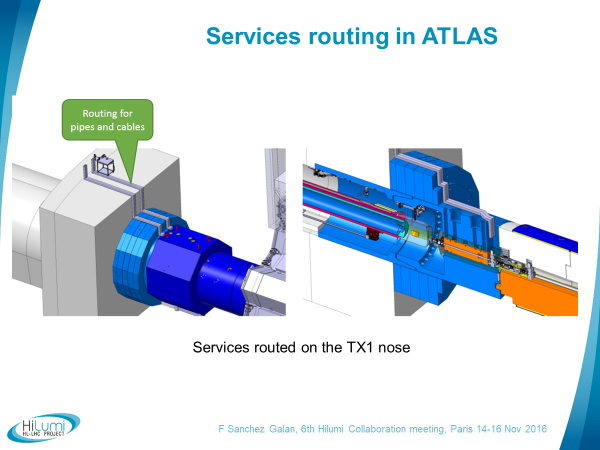 Services routing in ATLAS
Routing for
pipes and cables
Services routed on the TX1 nose
HiLumi
HL-LHC PROJECT
F Sanchez Galan, 6th Hilumi Collaboration meeting, Paris 14-16 Nov 2016